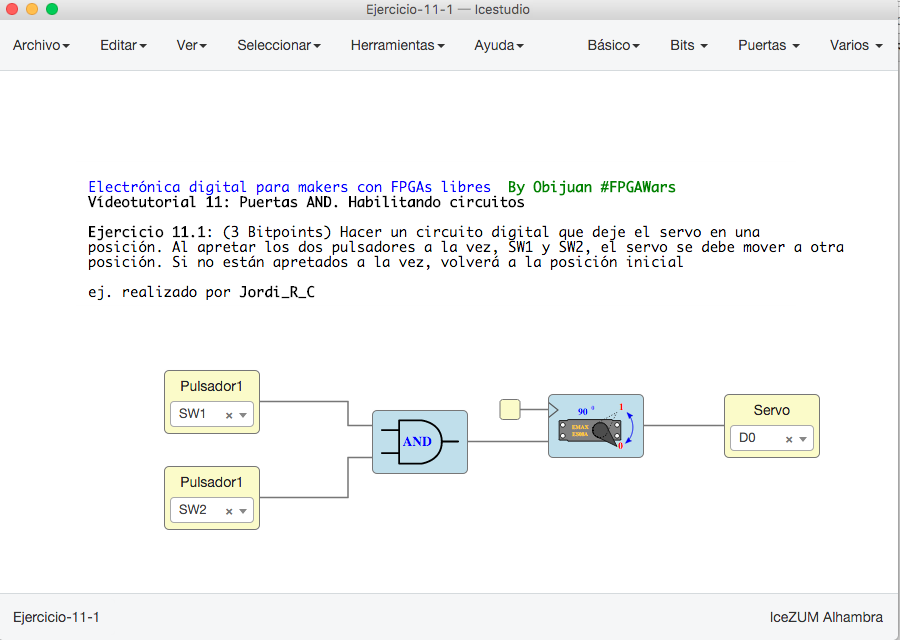 Ejercicio-11-1 — Icestudio
Archivo Editar Ver Seleccionar Herramientas Ayuda Básico Bits Puertas Varios
Electrónica digital para makers con FPGAs libres By Obijuan #FPGAWars
Videotutorial 11: Puertas AND. Habilitando circuitos
Ejercicio 11.1: (3 Bitpoints) Hacer un circuito digital que deje el servo en una
posición. Al apretar los dos pulsadores a la vez, SW1 y SW2, el servo se debe mover a otra
posición. Si no están apretados a la vez, volverá a la posición inicial
ej. realizado por Jordi_R_C
Pulsador1
SW1 ×
Pulsador1
SW2 ×
AND
90 º
1
EMAX
ES08A
0
Servo
D0 ×
Ejercicio-11-1
IceZUM Alhambra